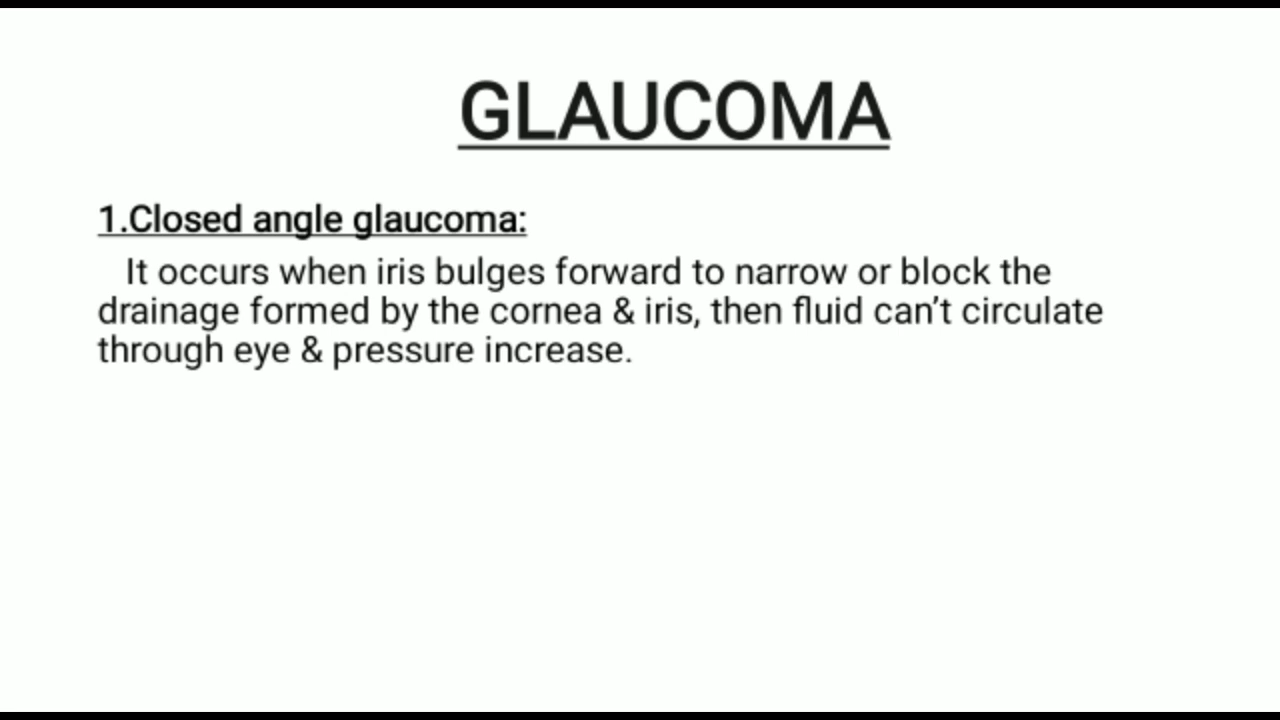 GLAUCOMA
1.Closed angle glaucoma:
It occurs when iris bulges forward to narrow or block the
drainage formed by the cornea & iris, then fluid can’t circulate
through eye & pressure increase.